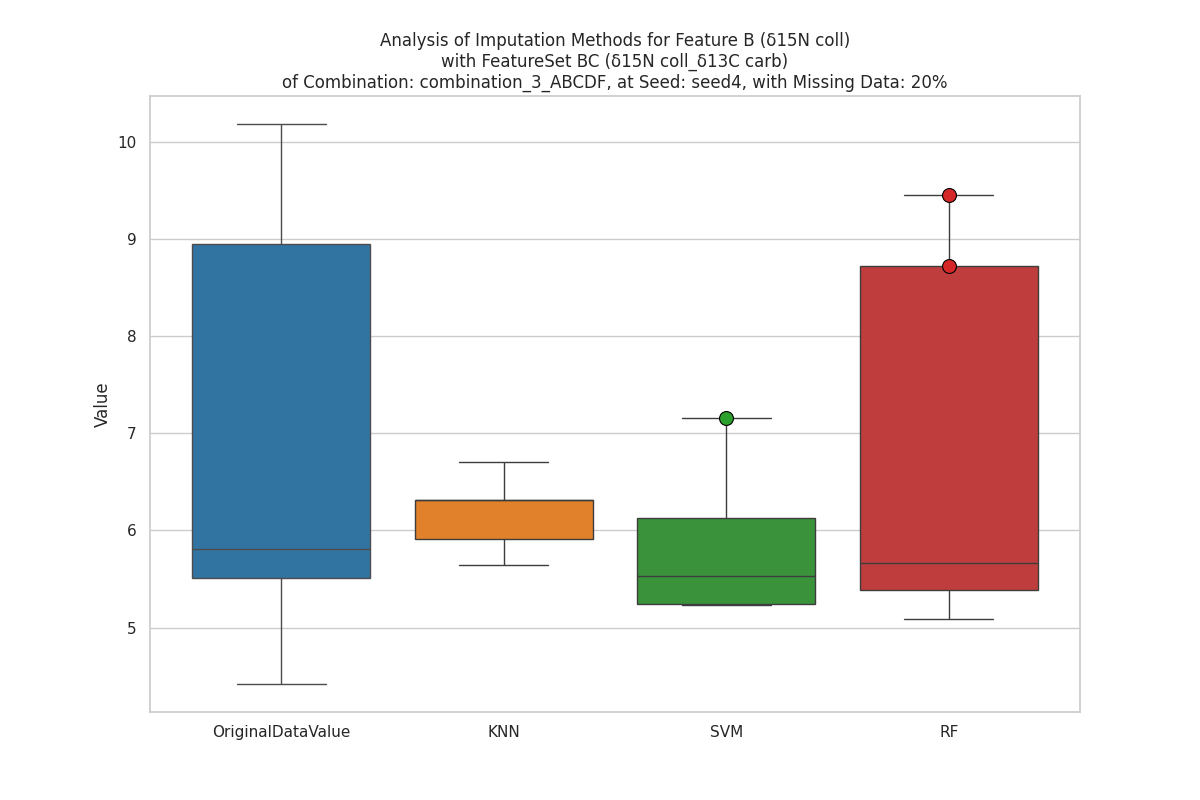 Analysis of Imputation Methods for Feature B (δ15N coll)
with FeatureSet BC (δ15N coll_δ13C carb)
of Combination: combination_3_ABCDF, at Seed: seed4, with Missing Data: 20%
10
9
8
7
6
5
Value
OriginalDataValue
KNN
SVM
RF